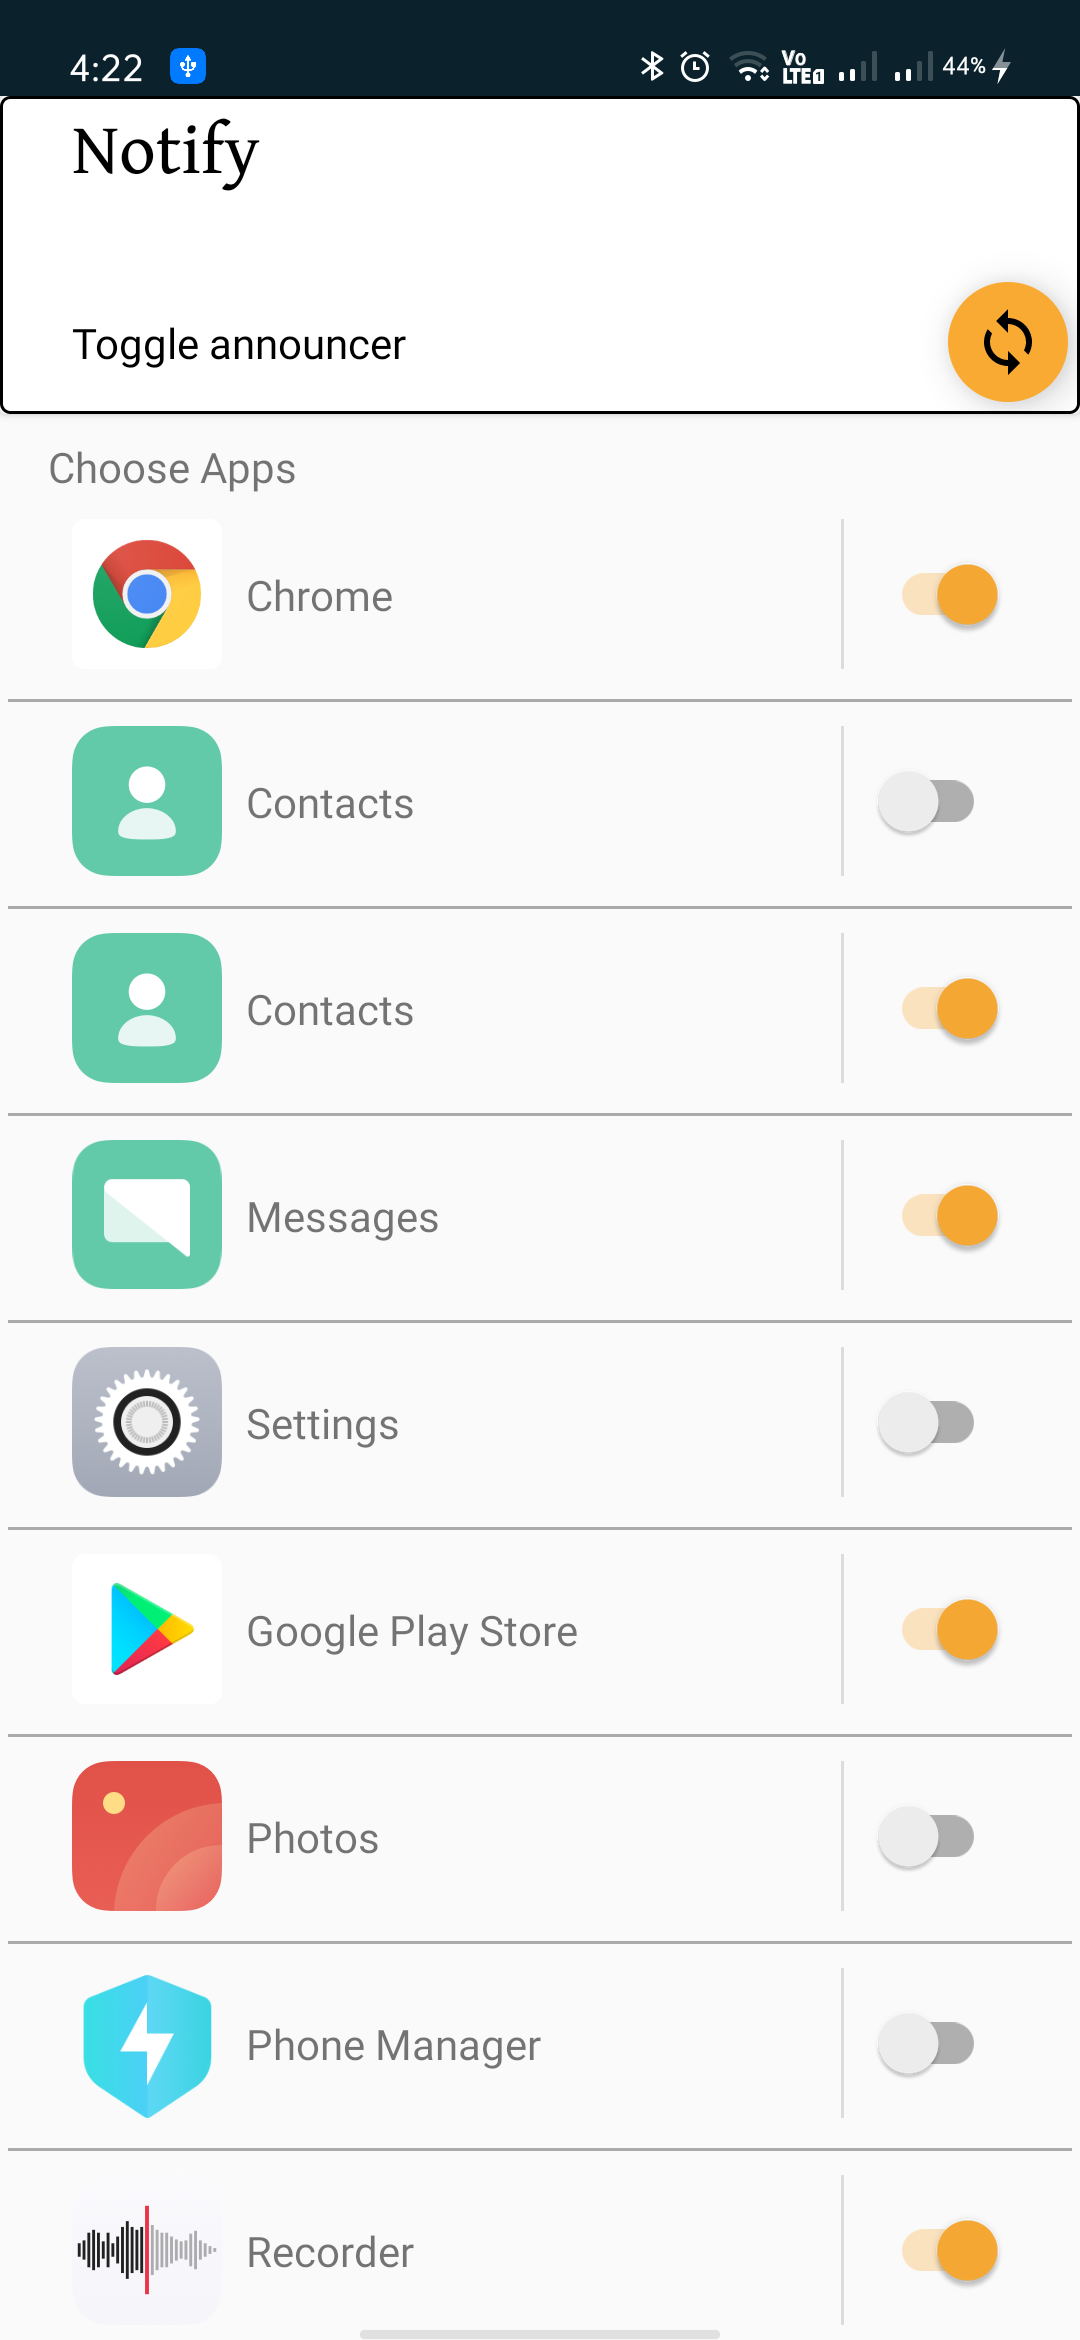 4:22
Vo LTE1 44%
Notify
Toggle announcer
Choose Apps
Chrome
Contacts
Contacts
Messages
Settings
Google Play Store
Photos
Phone Manager
Recorder